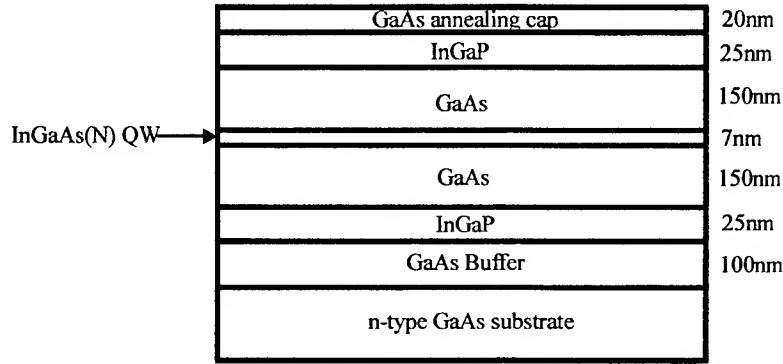 GaAs annealing cap 20nm
InGaP 25nm
GaAs 150nm
InGaAs(N) QW 7nm
GaAs 150nm
InGaP 25nm
GaAs Buffer 100nm
n-type GaAs substrate